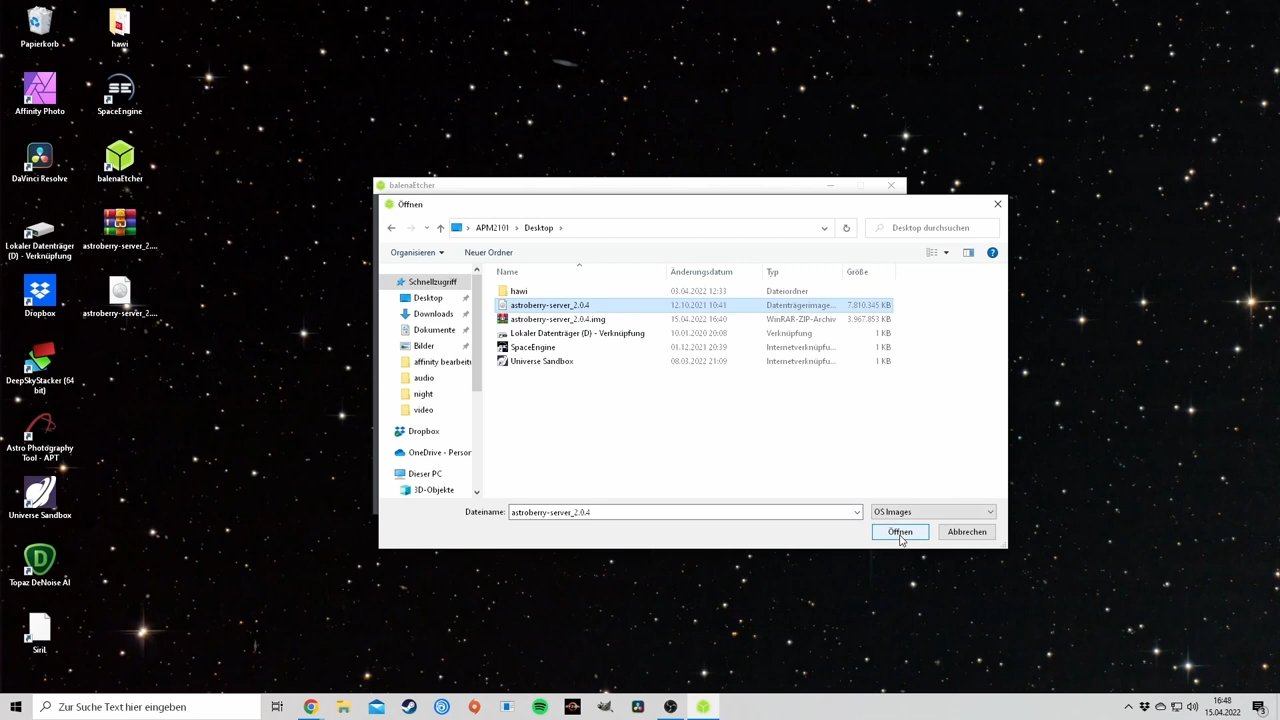 Papierkorb
hawi
Affinity Photo
SpaceEngine
DaVinci Resolve
balenaEtcher
Lokaler Datenträger
(D) - Verknüpfung
astroberry-server_2....
Dropbox
astroberry-server_2....
DeepSkyStacker (64
bit)
Astro Photography
Tool - APT
Universe Sandbox
Topaz DeNoise AI
SiriL
balenaEtcher
Öffnen
APM2101 > Desktop >
Desktop durchsuchen
Organisieren
Neuer Ordner
Schnellzugriff
Desktop
Downloads
Dokumente
Bilder
affinity bearbeitu
audio
night
video
Dropbox
OneDrive - Person
Dieser PC
3D-Objekte
Name Änderungsdatum Typ Größe
hawi 03.04.2022 12:33 Dateiordner
astroberry-server_2.0.4 12.10.2021 10:41 Datenträgerimage... 7.810.345 KB
astroberry-server_2.0.4.img 15.04.2022 16:40 WinRAR-ZIP-Archiv 3.967.853 KB
Lokaler Datenträger (D) - Verknüpfung 10.01.2020 20:08 Verknüpfung 1 KB
SpaceEngine 01.12.2021 20:39 Internetverknüpfu... 1 KB
Universe Sandbox 08.03.2022 21:09 Internetverknüpfu... 1 KB
Dateiname: astroberry-server_2.0.4
OS Images
Öffnen
Abbrechen
Zur Suche Text hier eingeben
16:48
15.04.2022